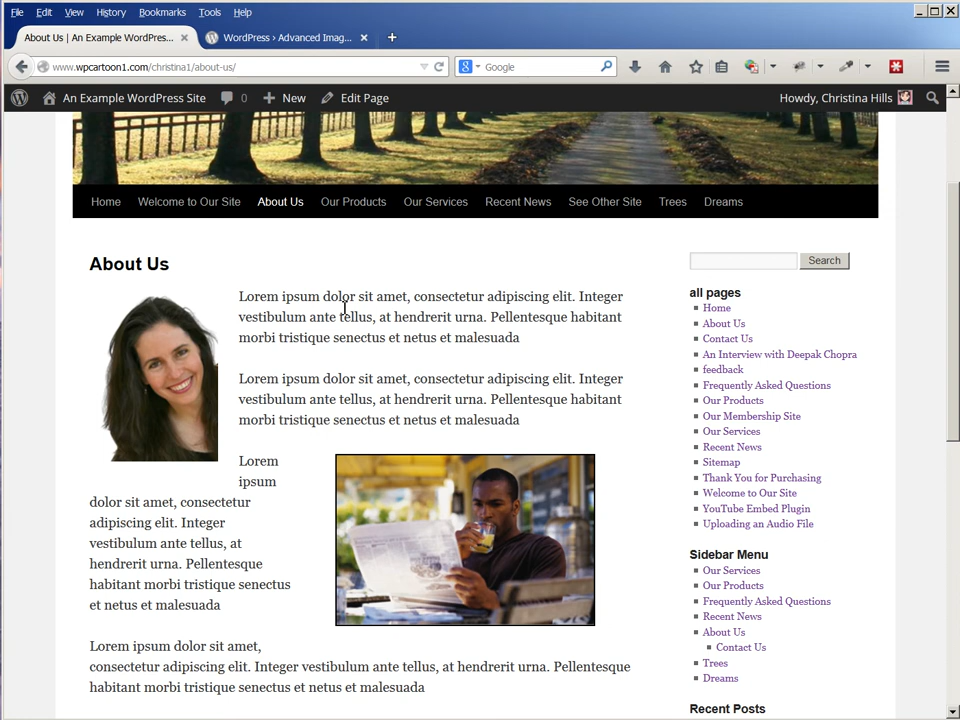 File Edit View History Bookmarks Tools Help
About Us | An Example WordPress...
WordPress › Advanced Imag...
www.wpcartoon1.com/christina1/about-us/
Google
An Example WordPress Site 0 New Edit Page
Howdy, Christina Hills
Home Welcome to Our Site About Us Our Products Our Services Recent News See Other Site Trees Dreams
About Us
Lorem ipsum dolor sit amet, consectetur adipiscing elit. Integer
vestibulum ante tellus, at hendrerit urna. Pellentesque habitant
morbi tristique senectus et netus et malesuada
Lorem ipsum dolor sit amet, consectetur adipiscing elit. Integer
vestibulum ante tellus, at hendrerit urna. Pellentesque habitant
morbi tristique senectus et netus et malesuada
Lorem
ipsum
dolor sit amet, consectetur
adipiscing elit. Integer
vestibulum ante tellus, at
hendrerit urna. Pellentesque
habitant morbi tristique senectus
et netus et malesuada
Lorem ipsum dolor sit amet,
consectetur adipiscing elit. Integer vestibulum ante tellus, at hendrerit urna. Pellentesque
habitant morbi tristique senectus et netus et malesuada
Search
all pages
Home
About Us
Contact Us
An Interview with Deepak Chopra
feedback
Frequently Asked Questions
Our Products
Our Membership Site
Our Services
Recent News
Sitemap
Thank You for Purchasing
Welcome to Our Site
YouTube Embed Plugin
Uploading an Audio File
Sidebar Menu
Our Services
Our Products
Frequently Asked Questions
Recent News
About Us
Contact Us
Trees
Dreams
Recent Posts